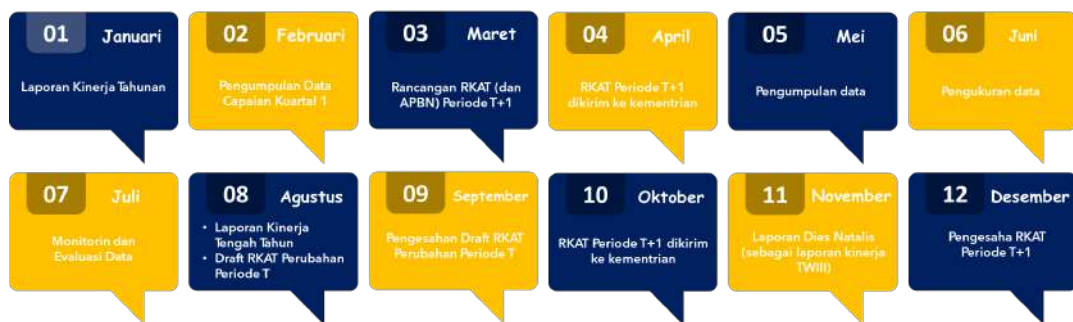 01 Januari
Laporan Kinerja Tahunan
02 Februari
Pengumpulan Data
Capaian Kuartal 1
03 Maret
Rancangan RKAT (dan
APBN) Periode T+1
04 April
RKAT Periode T+1
dikirim ke kementrian
05 Mei
Pengumpulan data
06 Juni
Pengukuran data
07 Juli
Monitorin dan
Evaluasi Data
08 Agustus
• Laporan Kinerja
Tengah Tahun
• Draft RKAT Perubahan
Periode T
09 September
Pengesahan Draft RKAT
Perubahan Periode T
10 Oktober
RKAT Periode T+1 dikirim
ke kementrian
11 November
Laporan Dies Natalis
(sebagai laporan kinerja
TWIII)
12 Desember
Pengesaha RKAT
Periode T+1